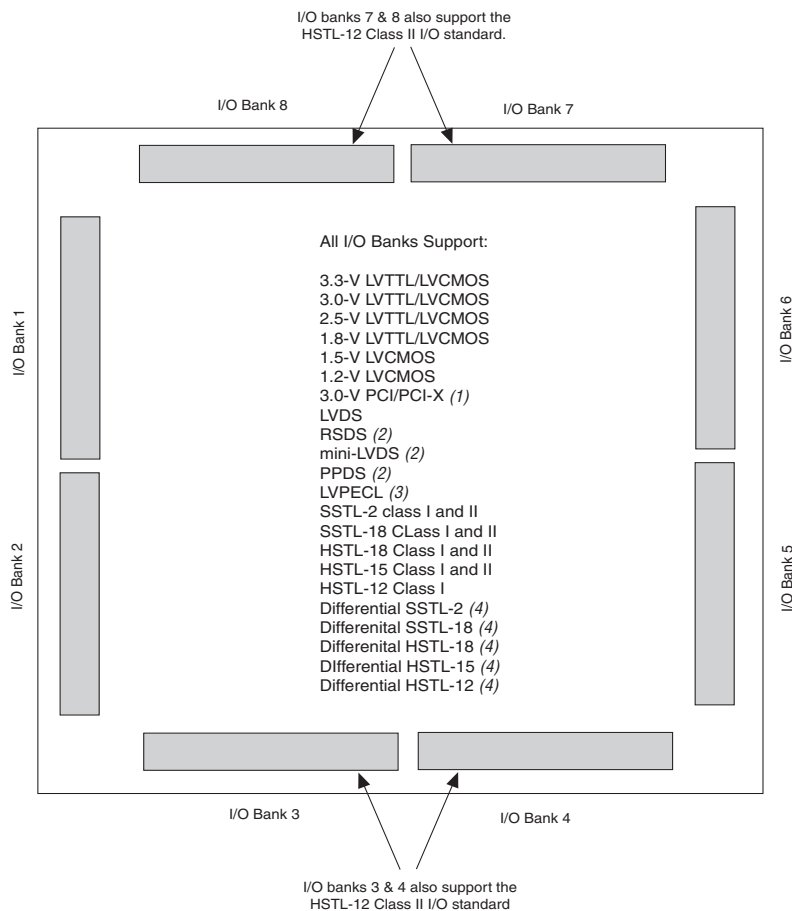 I/O banks 7 & 8 also support the
HSTL-12 Class II I/O standard.
I/O Bank 8
I/O Bank 7
I/O Bank 1
I/O Bank 2
All I/O Banks Support:
3.3-V LVTTL/LVCMOS
3.0-V LVTTL/LVCMOS
2.5-V LVTTL/LVCMOS
1.8-V LVTTL/LVCMOS
1.5-V LVCMOS
1.2-V LVCMOS
3.0-V PCI/PCI-X (1)
LVDS
RSDS (2)
mini-LVDS (2)
PPDS (2)
LVPECL (3)
SSTL-2 class I and II
SSTL-18 CLass I and II
HSTL-18 Class I and II
HSTL-15 Class I and II
HSTL-12 Class I
Differential SSTL-2 (4)
Differenital SSTL-18 (4)
Differenital HSTL-18 (4)
DIfferential HSTL-15 (4)
Differential HSTL-12 (4)
I/O Bank 6
I/O Bank 5
I/O Bank 3
I/O Bank 4
I/O banks 3 & 4 also support the
HSTL-12 Class II I/O standard